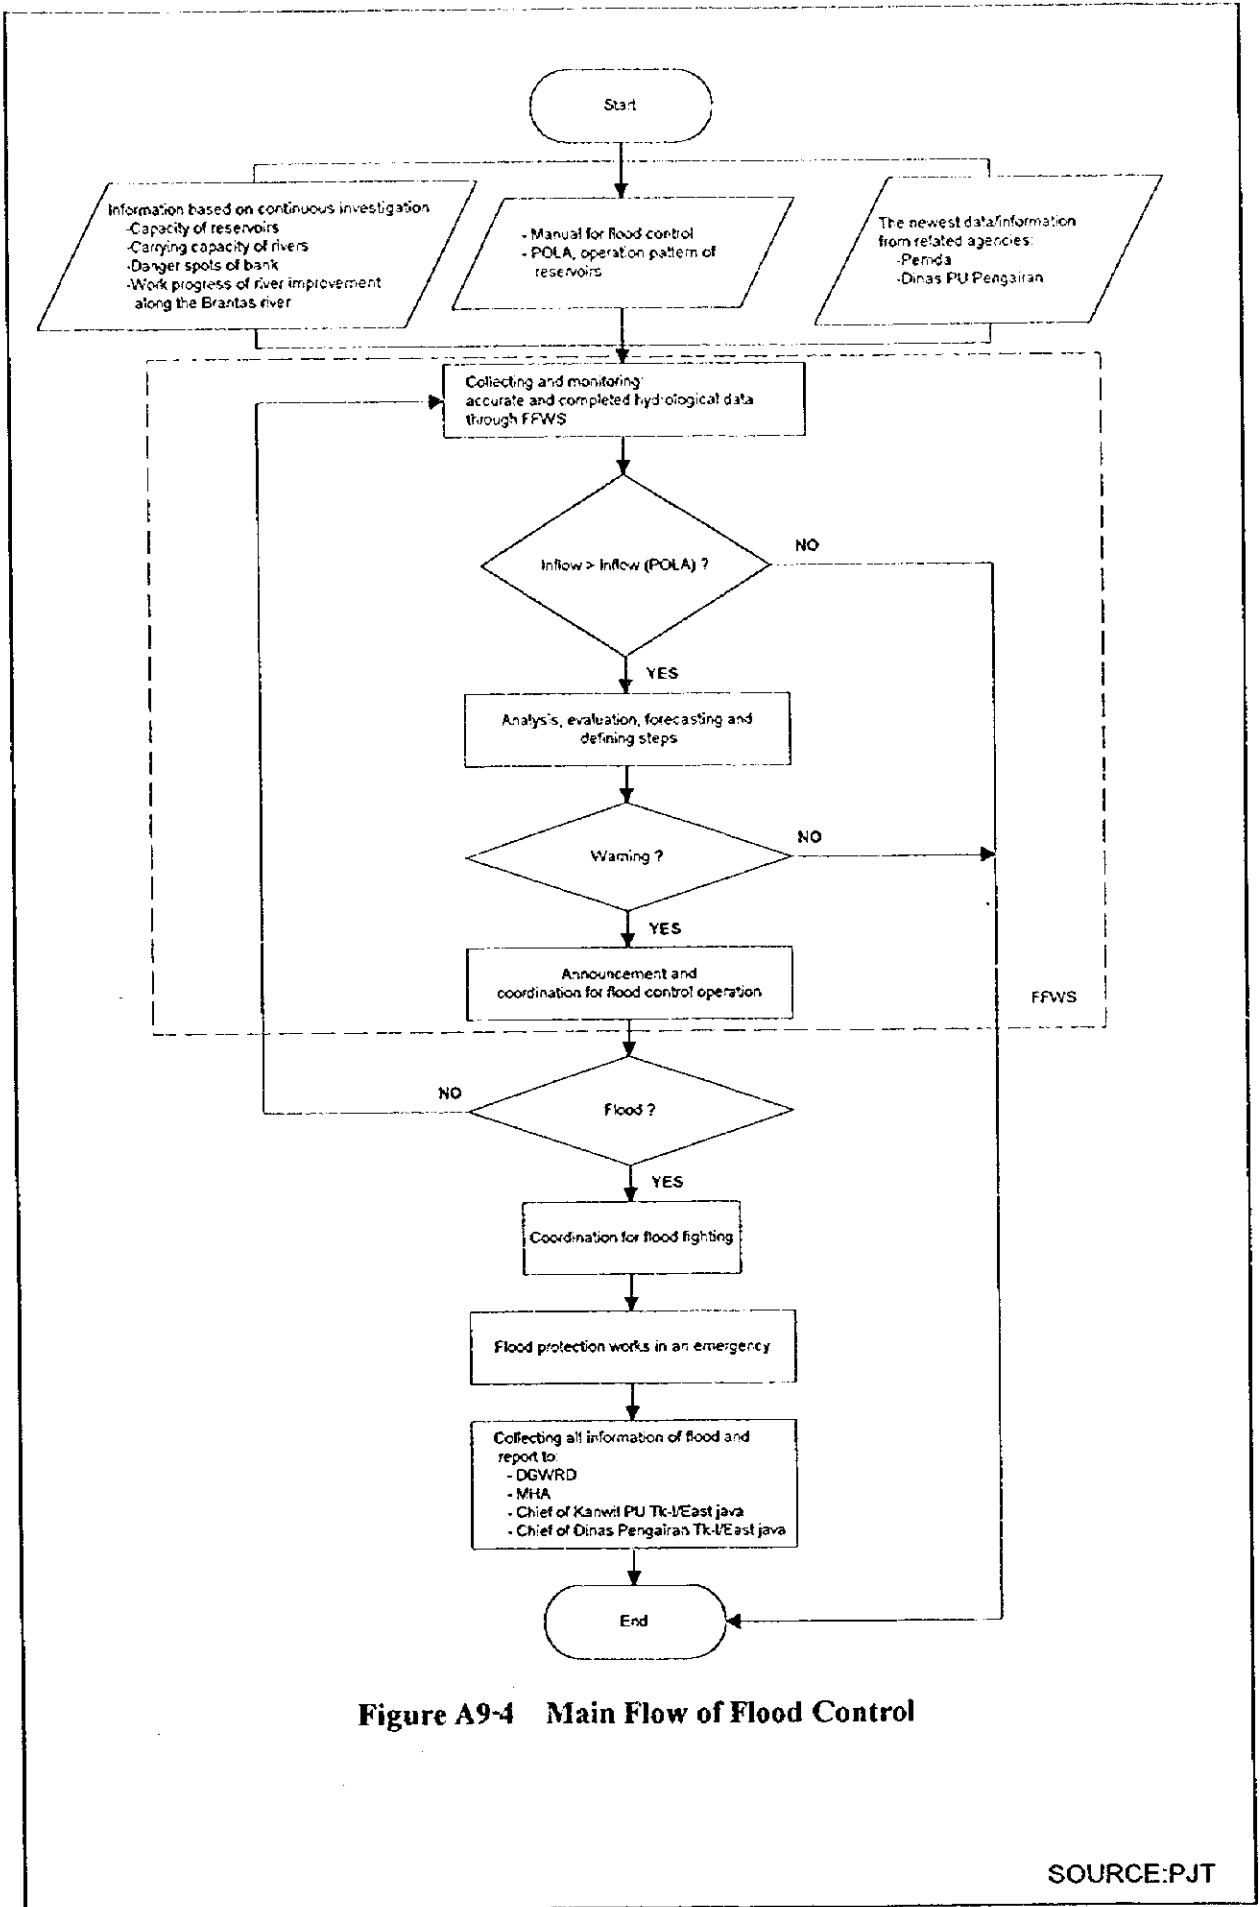 Start
Information based on continuous investigation
-Capacity of reservoirs
-Carrying capacity of rivers
-Danger spots of bank
-Work progress of river improvement
along the Brantas river
- Manual for flood control
- POLA, operation pattern of
reservoirs
The newest data/information
from related agencies:
-Pemda
-Dinas PU Pengairan
Collecting and monitoring:
accurate and completed hydrological data
through FFWS
Inflow > Inflow (POLA) ?
NO
YES
Analysis, evaluation, forecasting and
defining steps
Warning ?
NO
YES
Announcement and
coordination for flood control operation
FFWS
Flood ?
NO
YES
Coordination for flood fighting
Flood protection works in an emergency
Collecting all information of flood and
report to:
- DGWRD
- MHA
- Chief of Kanwil PU Tk-I/East java
- Chief of Dinas Pengairan Tk-I/East java
End
Figure A9-4 Main Flow of Flood Control
SOURCE:PJT